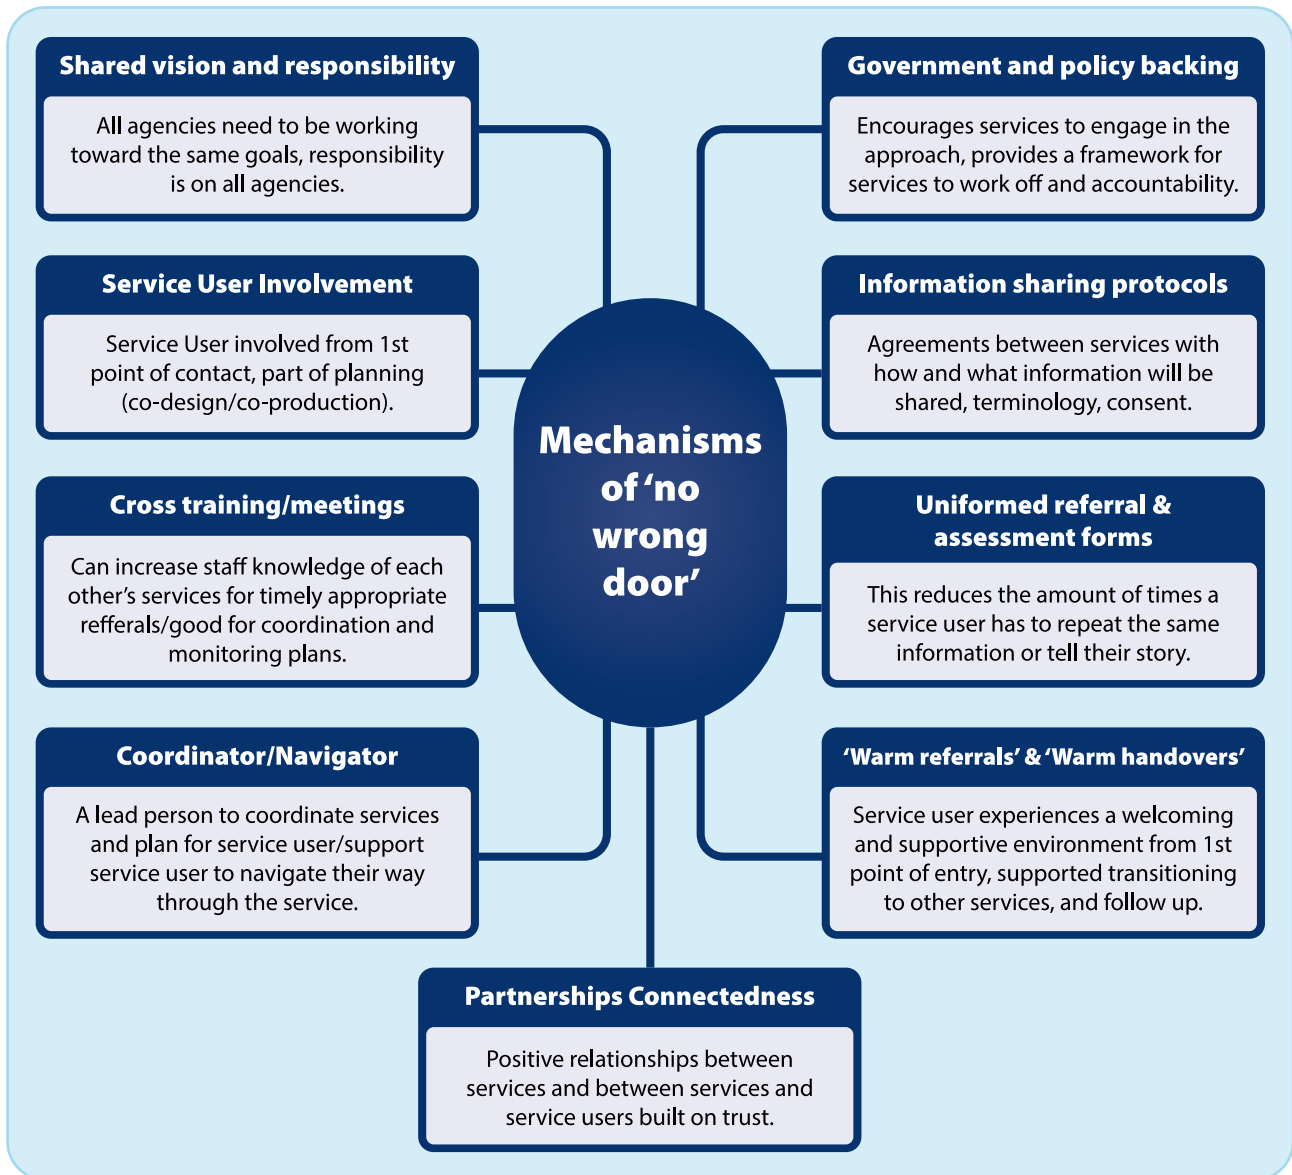 Shared vision and responsibility
All agencies need to be working
toward the same goals, responsibility
is on all agencies.
Government and policy backing
Encourages services to engage in the
approach, provides a framework for
services to work off and accountability.
Service User Involvement
Service User involved from 1st
point of contact, part of planning
(co-design/co-production).
Information sharing protocols
Agreements between services with
how and what information will be
shared, terminology, consent.
Mechanisms
of ‘no
wrong
door’
Cross training/meetings
Can increase staff knowledge of each
other’s services for timely appropriate
refferals/good for coordination and
monitoring plans.
Uniformed referral &
assessment forms
This reduces the amount of times a
service user has to repeat the same
information or tell their story.
Coordinator/Navigator
A lead person to coordinate services
and plan for service user/support
service user to navigate their way
through the service.
‘Warm referrals’ & ‘Warm handovers’
Service user experiences a welcoming
and supportive environment from 1st
point of entry, supported transitioning
to other services, and follow up.
Partnerships Connectedness
Positive relationships between
services and between services and
service users built on trust.